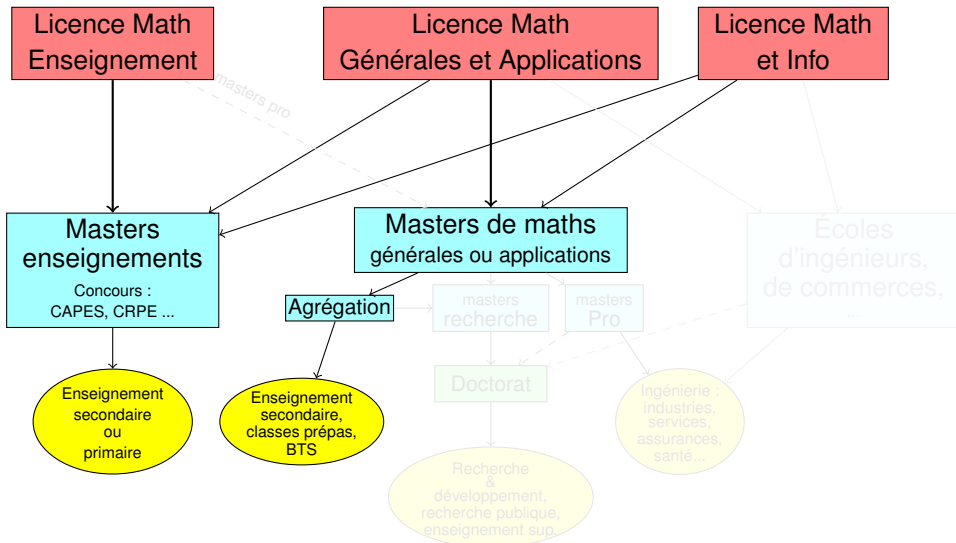 Licence Math
Enseignement
Licence Math
Générales et Applications
Licence Math
et Info
masters pro
Masters
enseignements
Concours :
CAPES, CRPE ...
Masters de maths
générales ou applications
École
d'ingénieurs,
de commerces,
...
Agrégation
masters
recherche
masters
Pro
Doctorat
Enseignement
secondaire
ou
primaire
Enseignement
secondaire,
classes prépas,
BTS
Ingénierie :
industries,
services,
assurances,
santé...
Recherche
&
développement,
recherche publique,
enseignement sup.